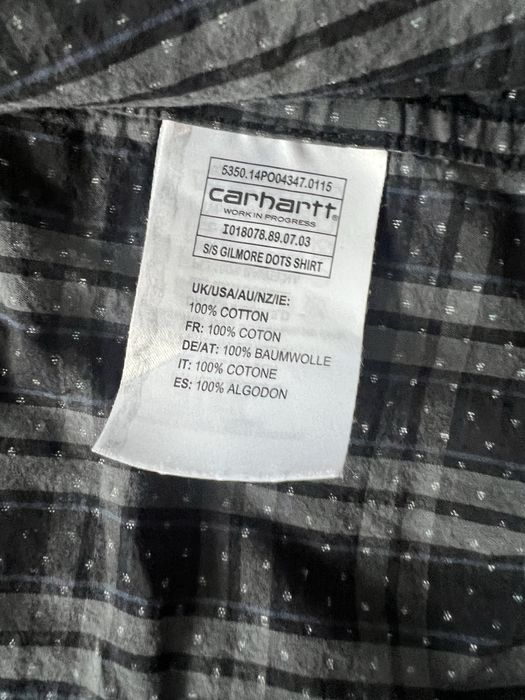 5350.14PO04347.0115
carhartt®
WORK IN PROGRESS
I018078.89.07.03
S/S GILMORE DOTS SHIRT
UK/USA/AU/NZ/IE:
100% COTTON
FR: 100% COTON
DE/AT: 100% BAUMWOLLE
IT: 100% COTONE
ES: 100% ALGODON